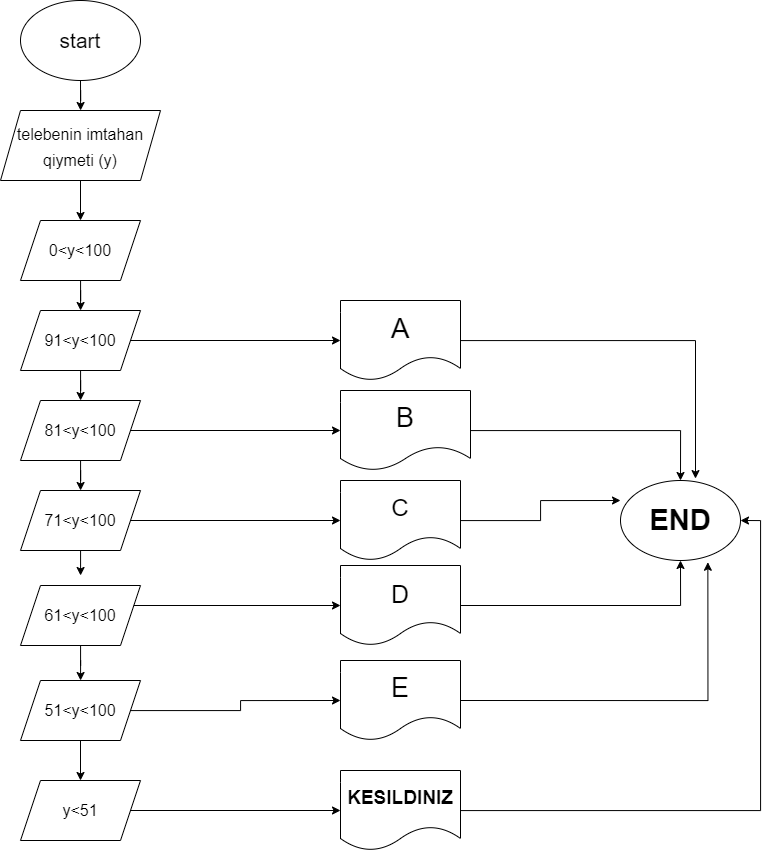 start
telebenin imtahan
qiymeti (y)
0<y<100
91<y<100
A
81<y<100
B
71<y<100
C
END
61<y<100
D
51<y<100
E
y<51
KESILDINIZ